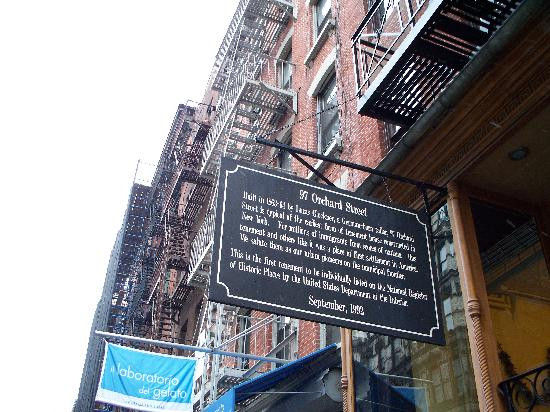 97 Orchard Street
Built in 1863-64 by Lucas Glockner, a German-born tailor, 97 Orchard
Street is typical of the earliest form of tenement house constructed in
New York. For millions of immigrants from scores of nations, this
tenement and others like it was a place of first settlement in America.
We salute them as our urban pioneers on the municipal frontier.
This is the first tenement to be individually listed on the National Register
of Historic Places by the United States Department of the Interior.
September, 1992
il laboratorio
del gelato